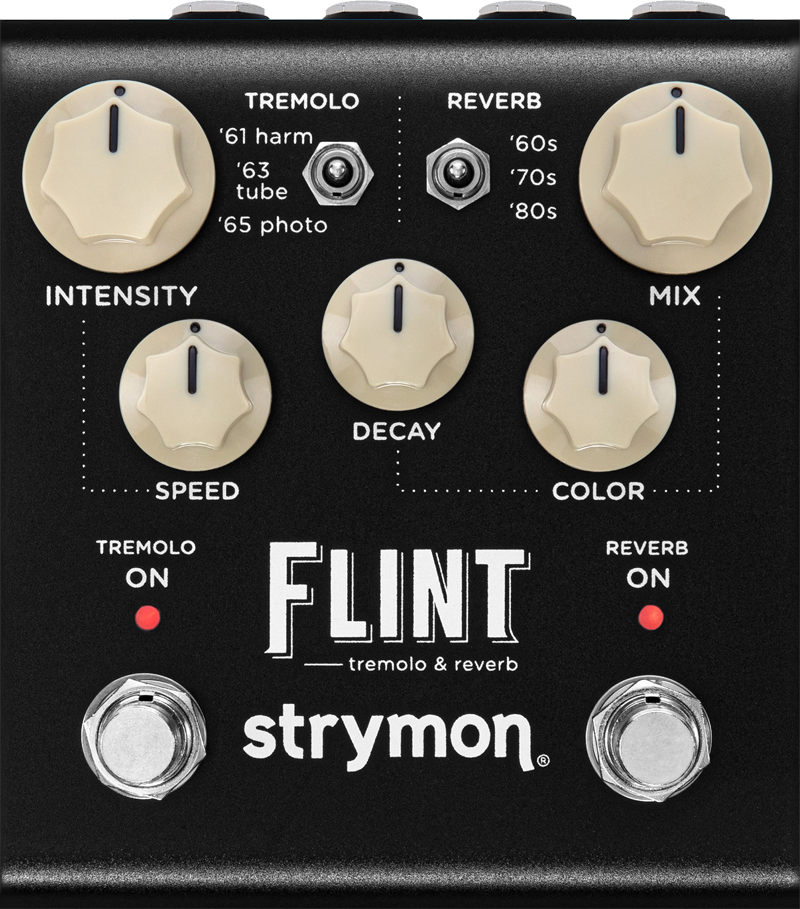 TREMOLO
REVERB
‘61 harm
‘63
tube
‘65 photo
‘60s
‘70s
‘80s
INTENSITY
MIX
DECAY
SPEED
COLOR
TREMOLO
ON
REVERB
ON
FLINT
tremolo & reverb
strymon®